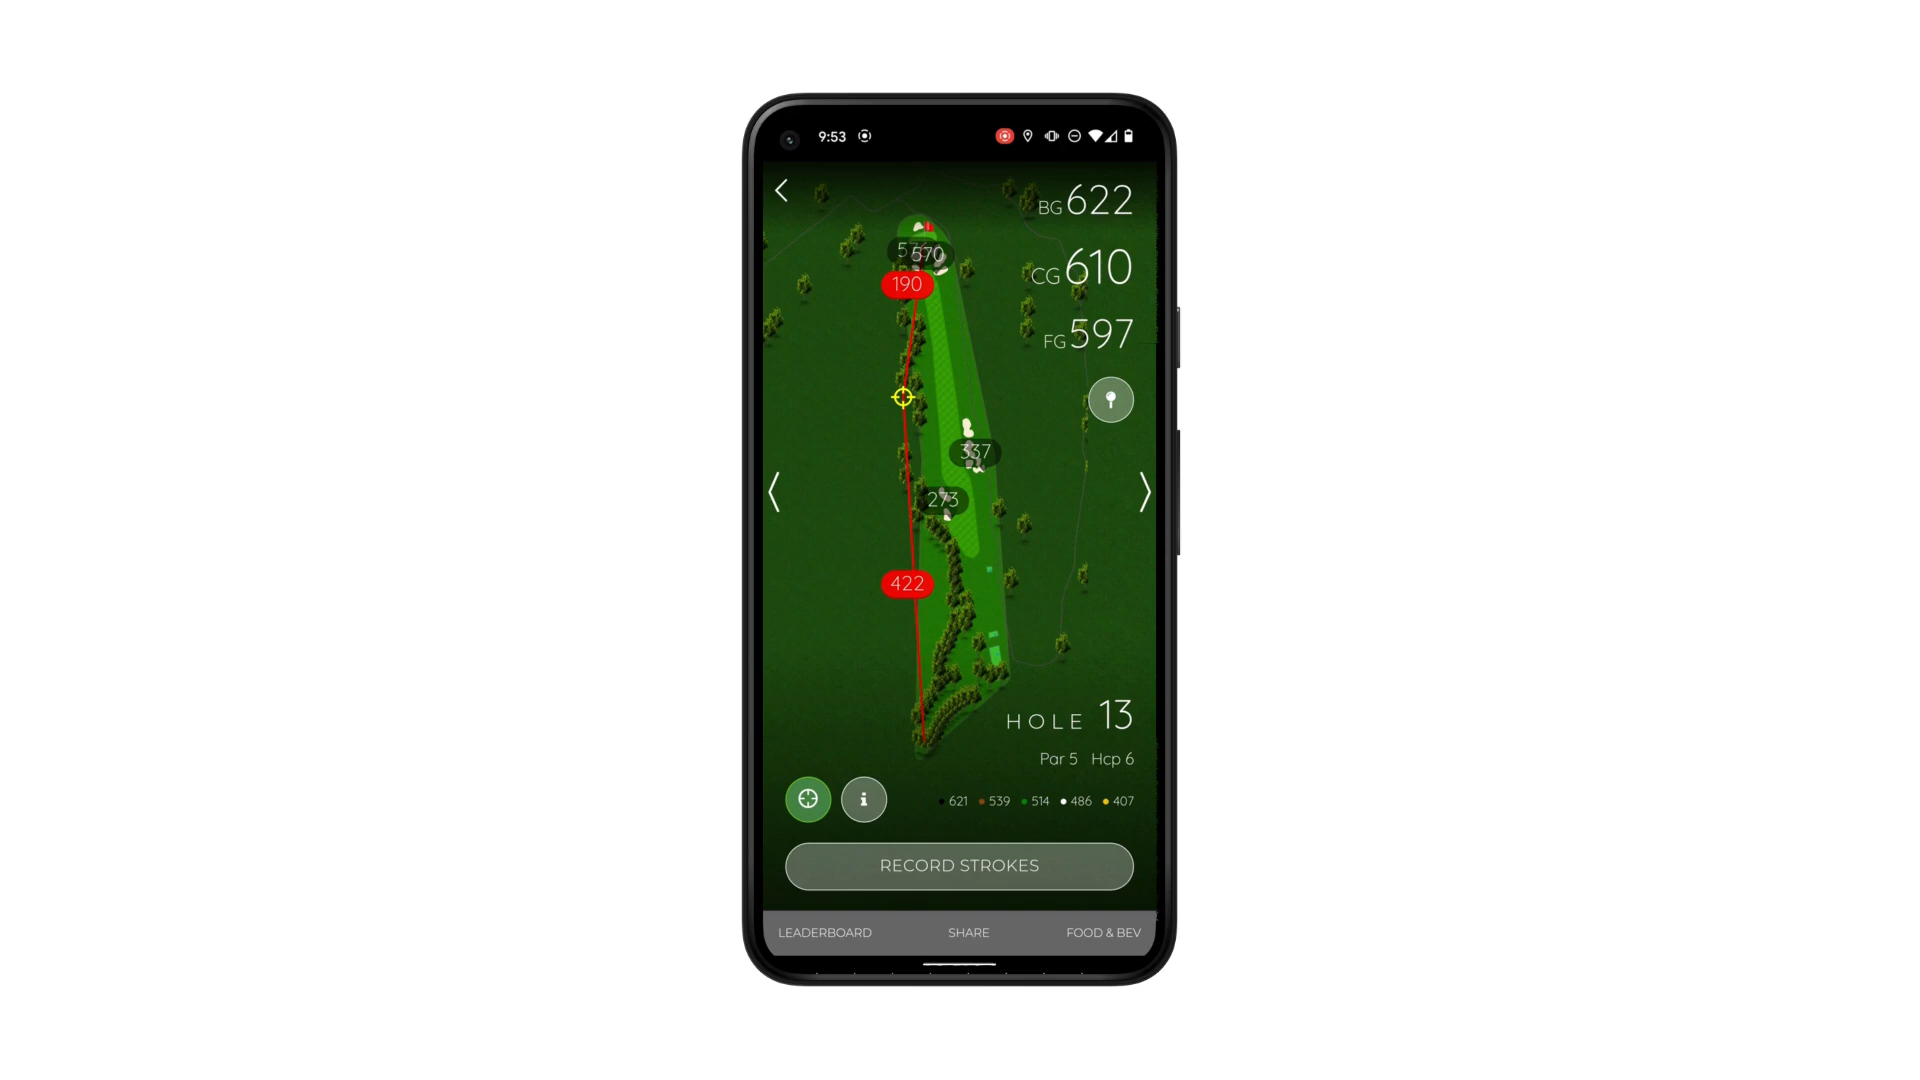 9:53
BG 622
CG 610
FG 597
570
190
337
273
422
HOLE 13
Par 5 Hcp 6
621 539 514 486 407
RECORD STROKES
LEADERBOARD SHARE FOOD & BEV